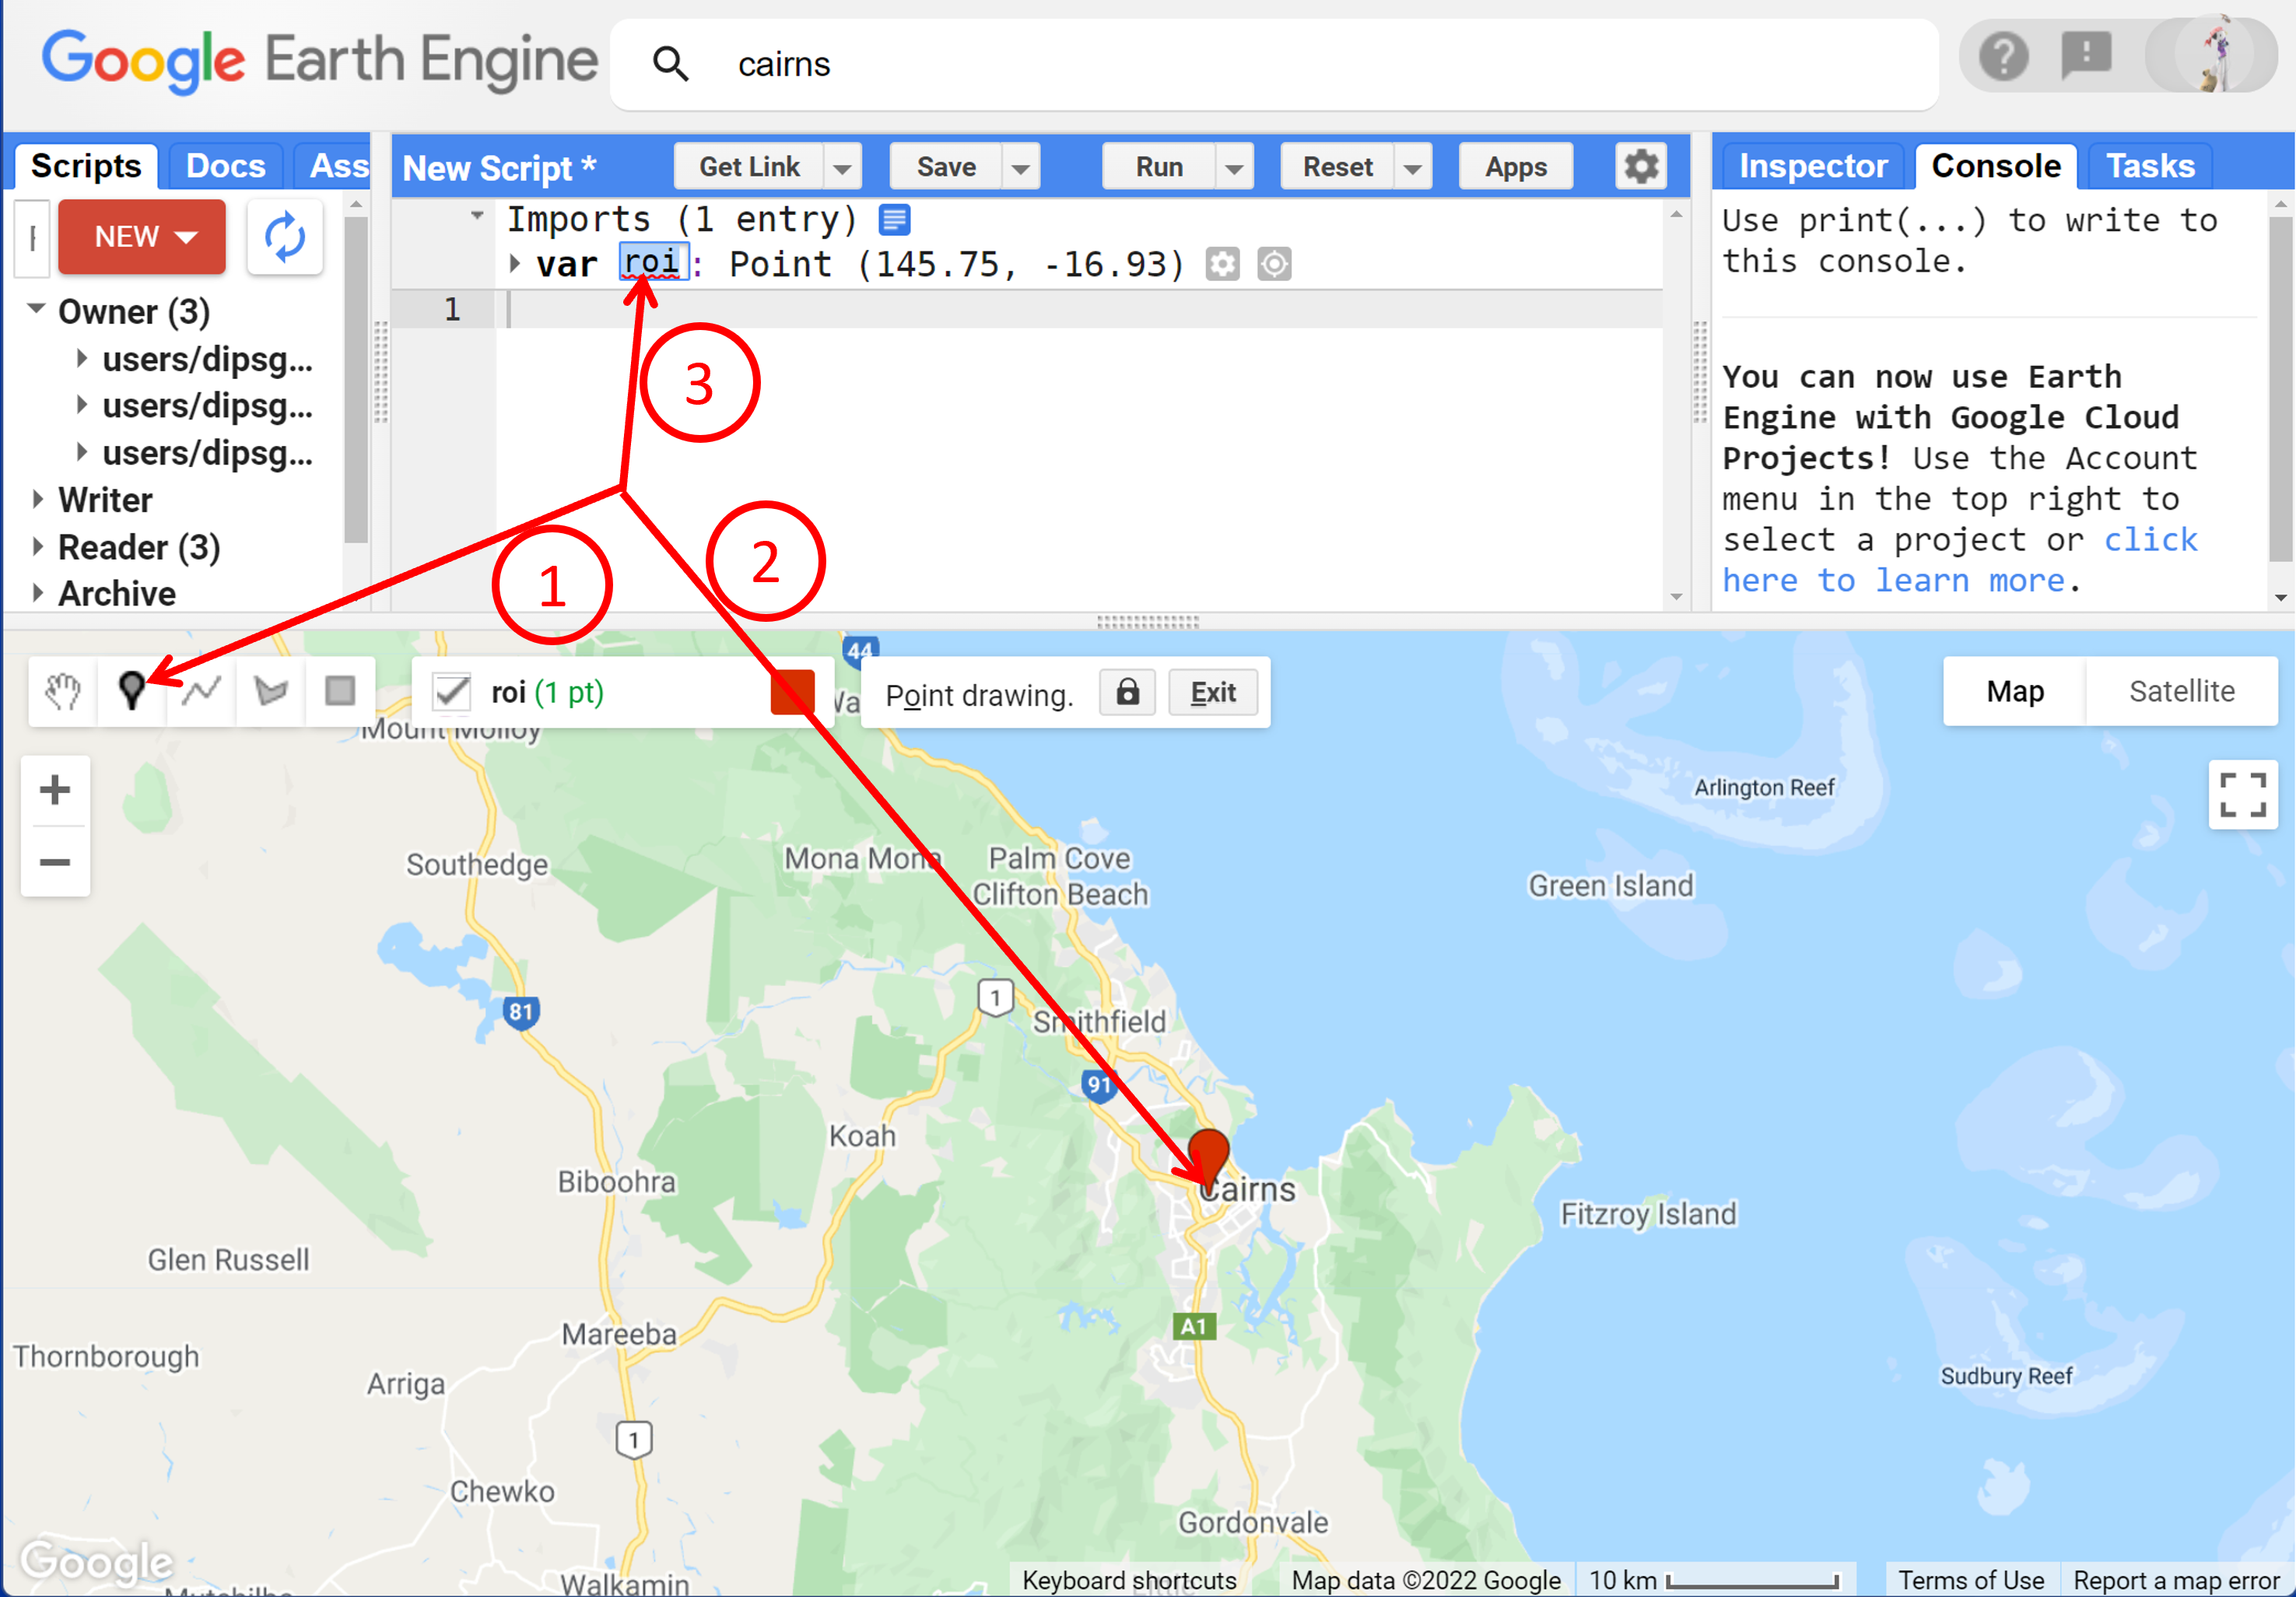 Google Earth Engine
cairns
Scripts Docs Ass
New Script *
Get Link Save Run Reset Apps
Inspector Console Tasks
NEW
Owner (3)
users/dipsg...
users/dipsg...
users/dipsg...
Writer
Reader (3)
Archive
Imports (1 entry)
var roi: Point (145.75, -16.93)
1
Use print(...) to write to
this console.
You can now use Earth
Engine with Google Cloud
Projects! Use the Account
menu in the top right to
select a project or click
here to learn more.
3
1
2
roi (1 pt)
Point drawing. Exit
Map Satellite
44
Wa
Mount Molloy
Arlington Reef
Southedge
Mona Mona
Palm Cove
Clifton Beach
Green Island
81
1
Smithfield
91
Koah
Biboohra
Cairns
Fitzroy Island
Glen Russell
A1
Mareeba
Thornborough
Arriga
Sudbury Reef
1
Chewko
Gordonvale
Google
Walkamin
Keyboard shortcuts Map data ©2022 Google 10 km Terms of Use Report a map error